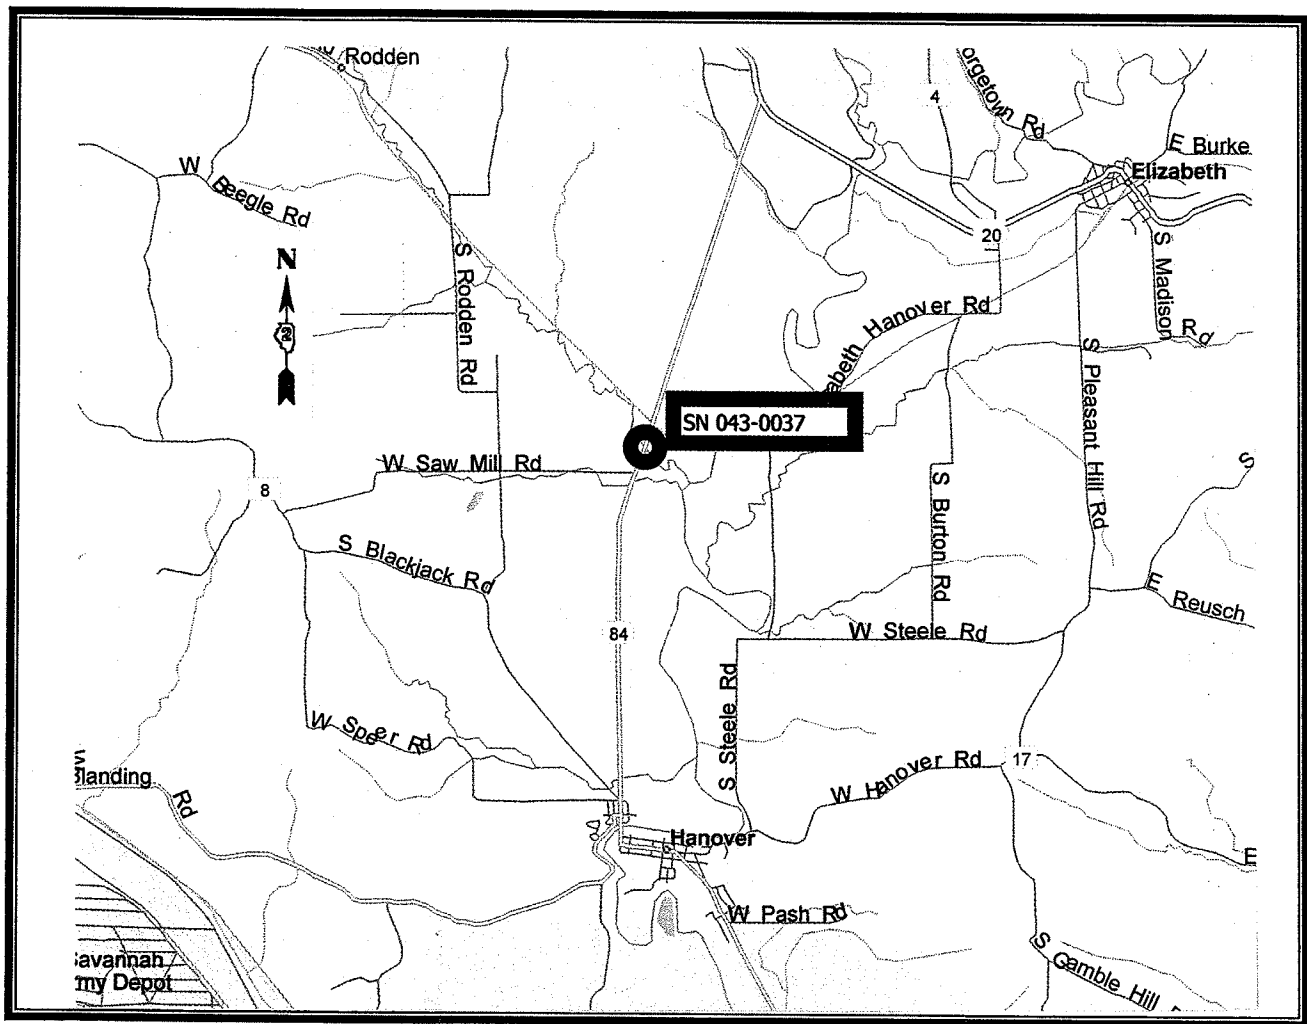 Rodden
4
orgetown Rd
E Burke
Elizabeth
W Beegle Rd
20
N
2
S Rodden Rd
S Madison Rd
abeth Hanover Rd
S Pleasant Hill Rd
SN 043-0037
W Saw Mill Rd
8
S
S Burton Rd
S Blackjack Rd
E Reusch
84
W Steele Rd
S Steele Rd
W Speer Rd
W Hanover Rd
17
Blanding Rd
Hanover
E
W Pash Rd
avannah
my Depot
S Gamble Hill